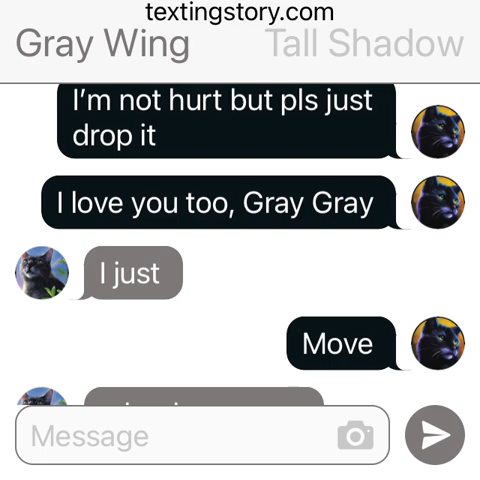 textingstory.com
Gray Wing
Tall Shadow
I’m not hurt but pls just
drop it
I love you too, Gray Gray
I just
Move
Message